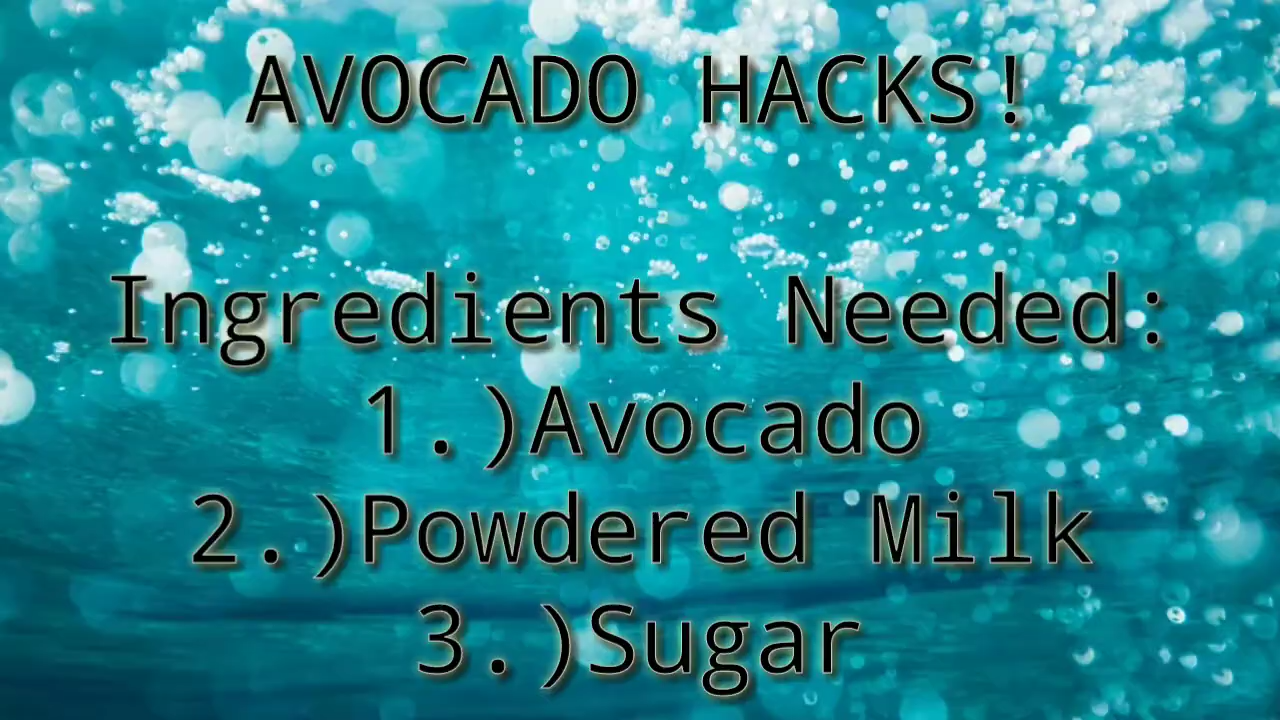 AVOCADO HACKS!
Ingredients Needed:
1.)Avocado
2.)Powdered Milk
3.)Sugar